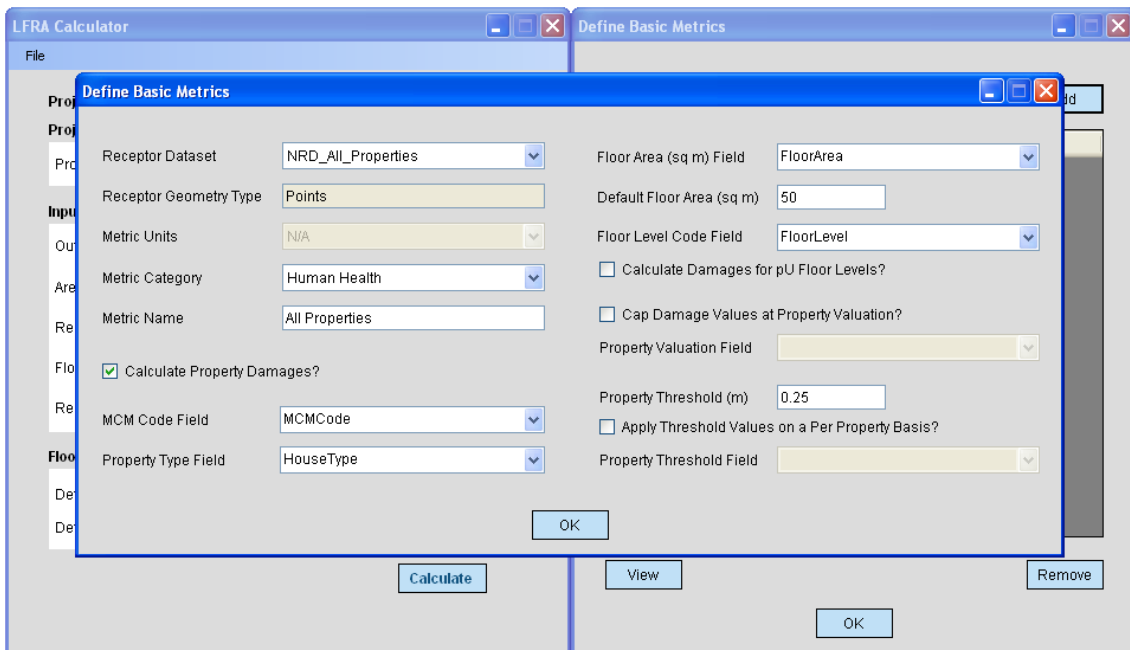 LFRA Calculator
Define Basic Metrics
File
Define Basic Metrics
Receptor Dataset NRD_All_Properties
Receptor Geometry Type Points
Metric Units N/A
Metric Category Human Health
Metric Name All Properties
Calculate Property Damages?
MCM Code Field MCMCode
Property Type Field HouseType
Floor Area (sq m) Field FloorArea
Default Floor Area (sq m) 50
Floor Level Code Field FloorLevel
Calculate Damages for pU Floor Levels?
Cap Damage Values at Property Valuation?
Property Valuation Field
Property Threshold (m) 0.25
Apply Threshold Values on a Per Property Basis?
Property Threshold Field
OK
Calculate
View
Remove
OK